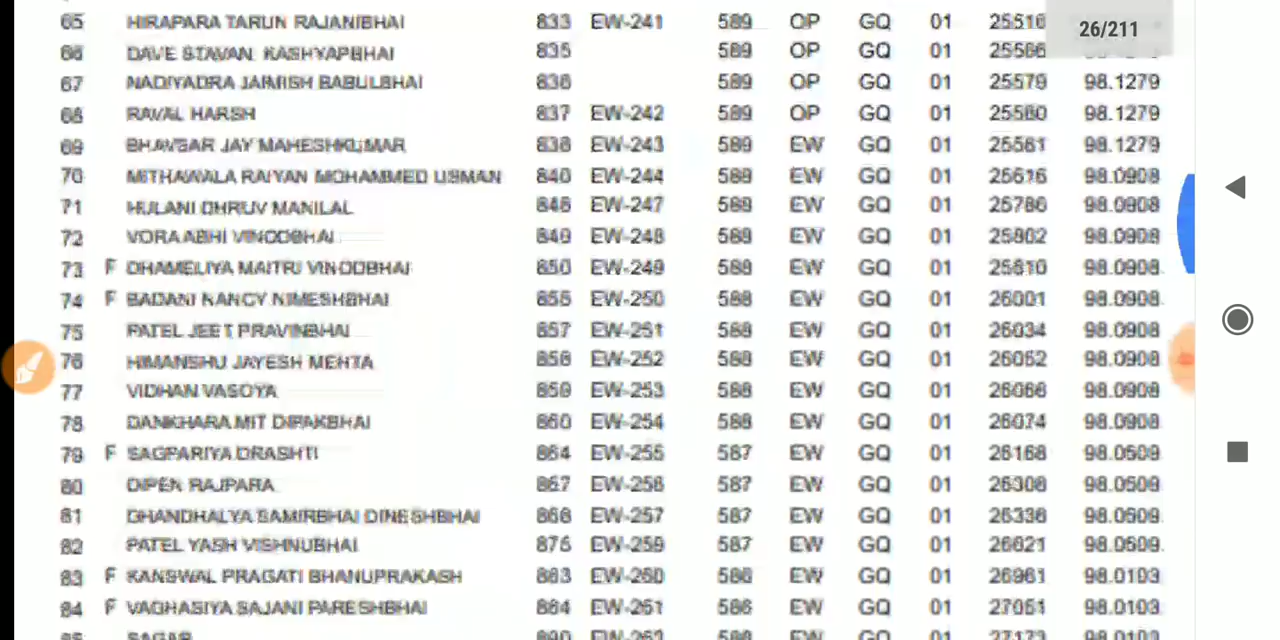 65 HIRAPARA TARUN RAJANIBHAI 833 EW-241 589 OP GQ 01 25516
26/211
66 DAVE STAVAN KASHYAPBHAI 835 589 OP GQ 01 25566
67 NADIYADRA JAIMISH BABULBHAI 836 589 OP GQ 01 25579 98.1279
68 RAVAL HARSH 837 EW-242 589 OP GQ 01 25580 98.1279
69 BHAVSAR JAY MAHESHKUMAR 838 EW-243 589 EW GQ 01 25581 98.1279
70 MITHAWALA RAIYAN MOHAMMED USMAN 840 EW-244 588 EW GQ 01 25616 98.0908
71 HULANI DHRUV MANILAL 848 EW-247 588 EW GQ 01 25786 98.0908
72 VORA ABHI VINODBHAI 849 EW-248 588 EW GQ 01 25802 98.0908
73 F DHAMELIYA MAITRI VINODBHAI 850 EW-249 588 EW GQ 01 25810 98.0908
74 F BADANI NANCY NIMESHBHAI 855 EW-250 588 EW GQ 01 26001 98.0908
75 PATEL JEET PRAVINBHAI 857 EW-251 588 EW GQ 01 26034 98.0908
76 HIMANSHU JAYESH MEHTA 858 EW-252 588 EW GQ 01 26052 98.0908
77 VIDHAN VASOYA 859 EW-253 588 EW GQ 01 26066 98.0908
78 DANKHARA MIT DIPAKBHAI 860 EW-254 588 EW GQ 01 26074 98.0908
79 F SAGPARIYA DRASHTI 864 EW-255 587 EW GQ 01 26168 98.0509
80 DIPEN RAJPARA 867 EW-256 587 EW GQ 01 26308 98.0509
81 DHANDHALYA SAMIRBHAI DINESHBHAI 868 EW-257 587 EW GQ 01 26336 98.0509
82 PATEL YASH VISHNUBHAI 876 EW-259 587 EW GQ 01 26621 98.0509
83 F KANSWAL PRAGATI BHANUPRAKASH 883 EW-260 586 EW GQ 01 26961 98.0103
84 F VAGHASIYA SAJANI PARESHBHAI 884 EW-261 586 EW GQ 01 27051 98.0103
SAGAR